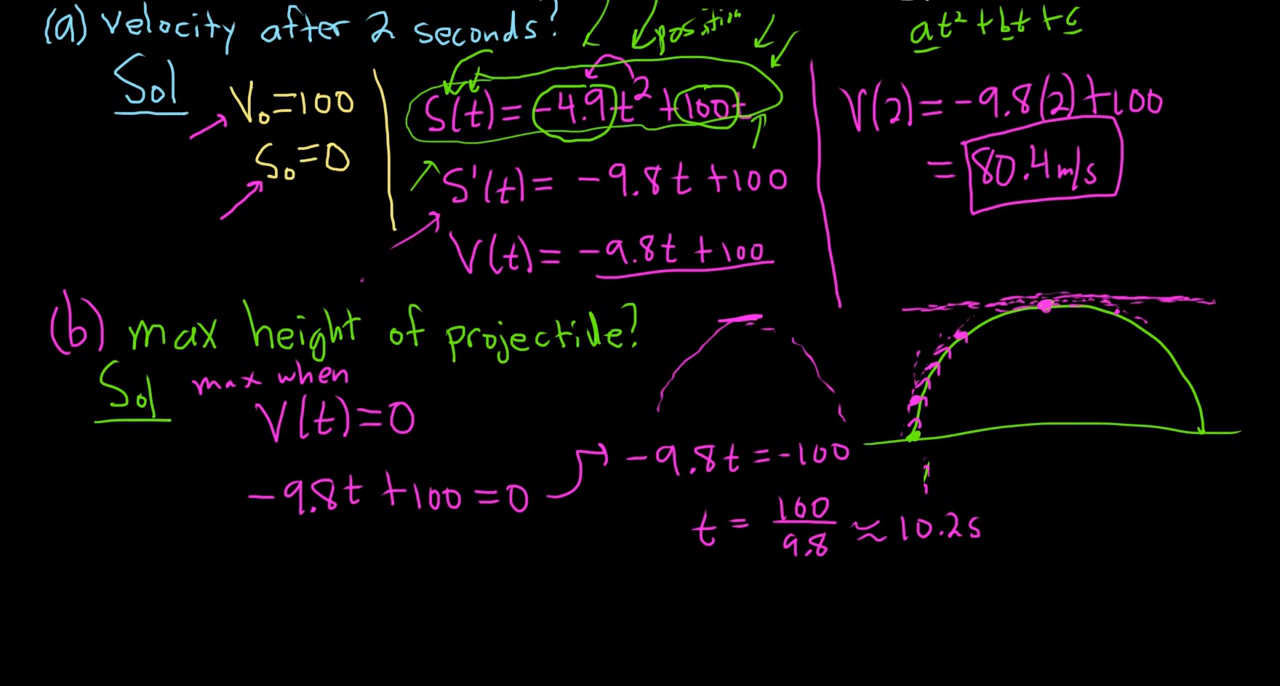 (a) velocity after 2 seconds?
position
at² + bt + c
Sol
V₀=100
S₀=0
S(t)= -4.9t² + 100t
S'(t)= -9.8t +100
V(t)= -9.8t + 100
V(2)= -9.8(2)+100
= 80.4 m/s
(b) max height of projectile?
Sol
max when
V(t)=0
-9.8t +100 =0
-9.8t = -100
t = 100/9.8 ≈ 10.2s